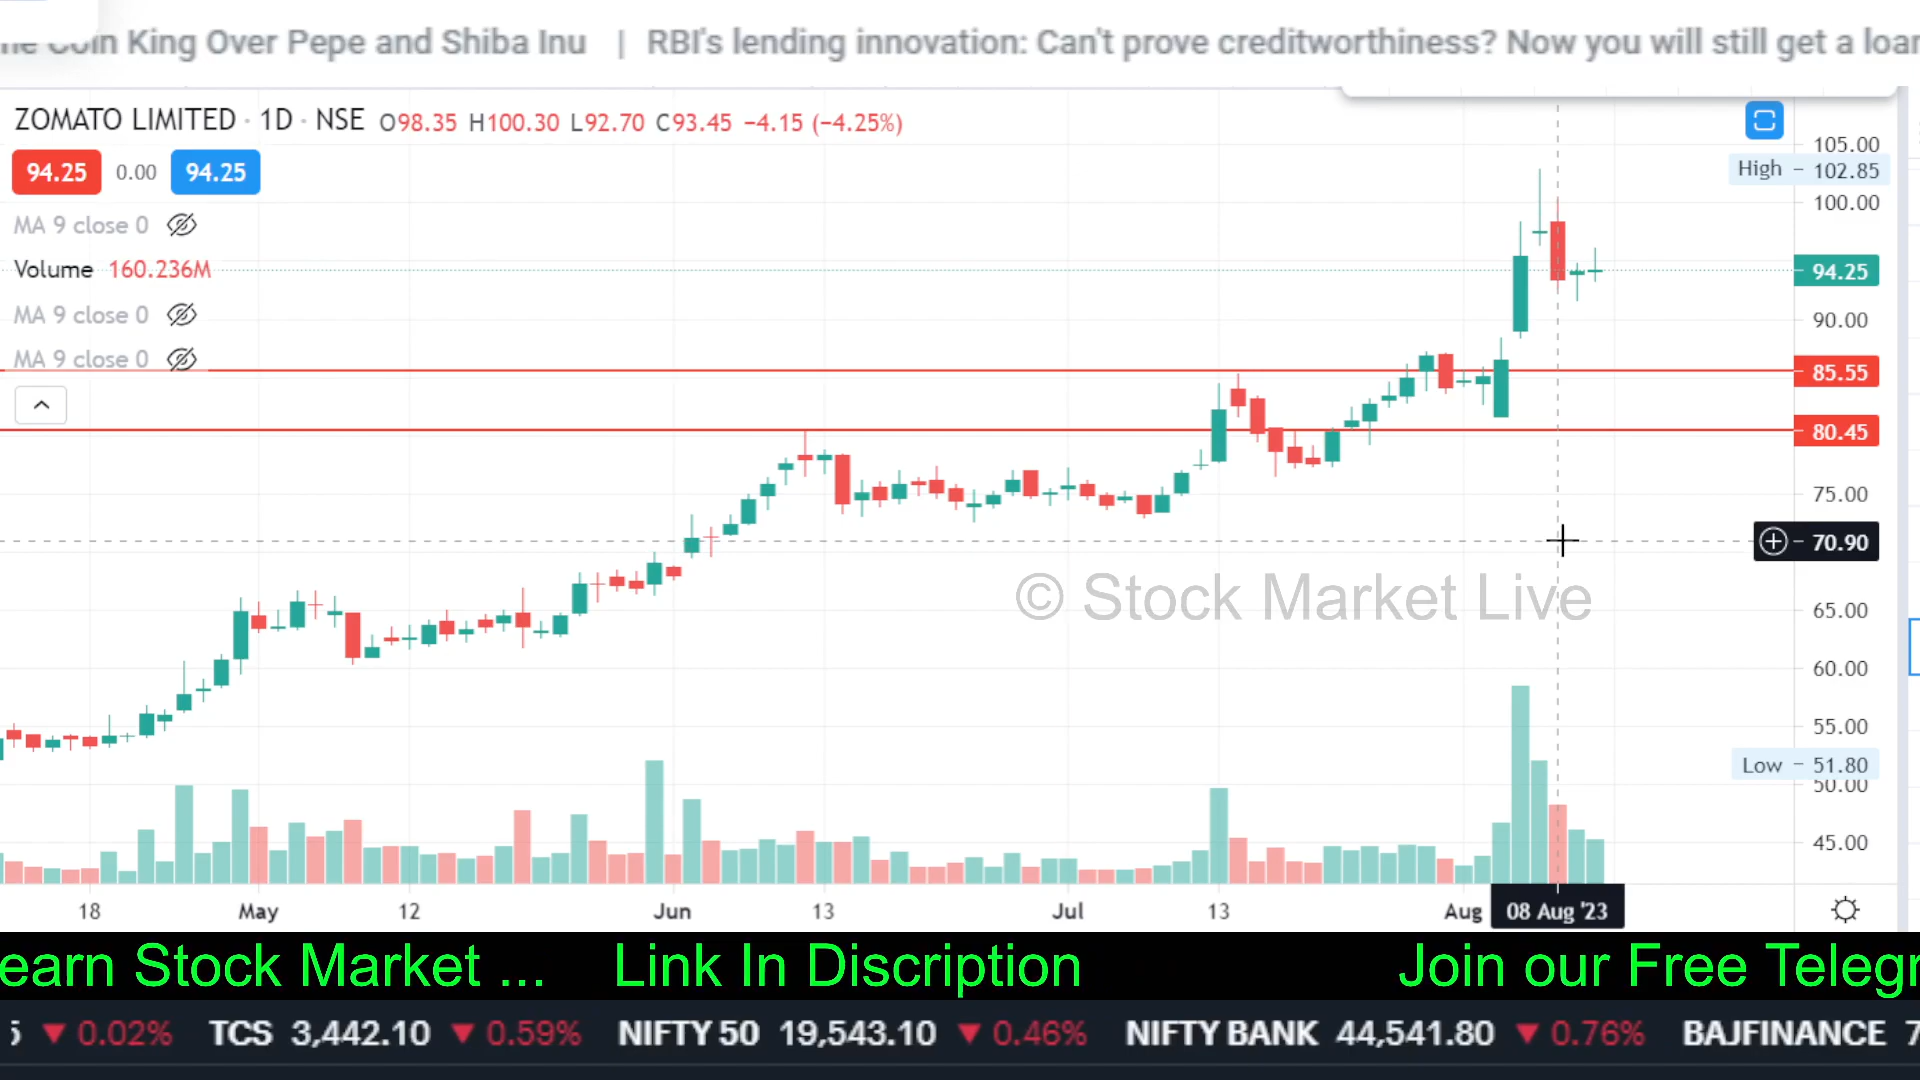 Coin King Over Pepe and Shiba Inu | RBI's lending innovation: Can't prove creditworthiness? Now you will still get a loan
ZOMATO LIMITED · 1D · NSE O98.35 H100.30 L92.70 C93.45 −4.15 (−4.25%)
94.25 0.00 94.25
MA 9 close 0
Volume 160.236M
MA 9 close 0
MA 9 close 0
105.00
High 102.85
100.00
94.25
90.00
85.55
80.45
75.00
70.90
65.00
60.00
55.00
Low 51.80
50.00
45.00
© Stock Market Live
18 May 12 Jun 13 Jul 13 Aug 08 Aug '23
earn Stock Market ... Link In Discription Join our Free Telegr
5 ▼ 0.02% TCS 3,442.10 ▼ 0.59% NIFTY 50 19,543.10 ▼ 0.46% NIFTY BANK 44,541.80 ▼ 0.76% BAJFINANCE 7